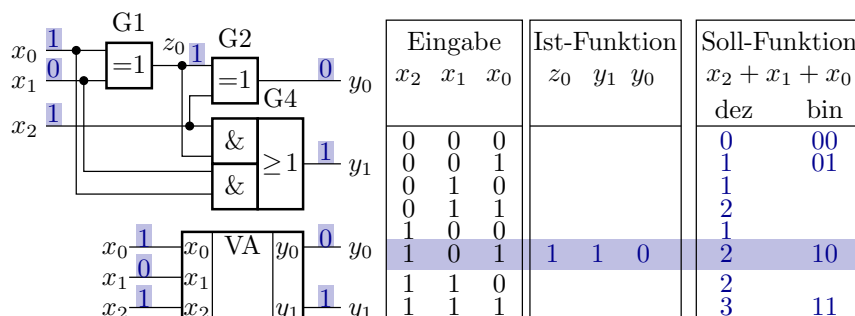 G1
x₀ 1 =1 z₀ 1 G2 =1 0 y₀
x₁ 0
G4
x₂ 1
& ≥1 1 y₁
&
x₀ 1 x₀ VA y₀ 0 y₀
x₁ 0 x₁
x₂ 1 x₂ y₁ 1 y₁
Eingabe Ist-Funktion Soll-Funktion
x₂ x₁ x₀ z₀ y₁ y₀ x₂ + x₁ + x₀
dez bin
0 0 0 0 00
0 0 1 1 01
0 1 0 1
0 1 1 2
1 0 0 1
1 0 1 1 1 0 2 10
1 1 0 2
1 1 1 3 11